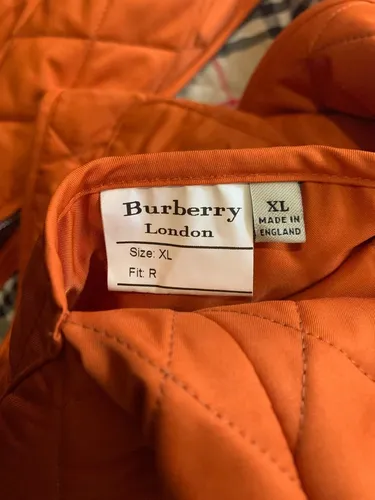 Burberry
London
Size: XL
Fit: R
XL
MADE IN
ENGLAND